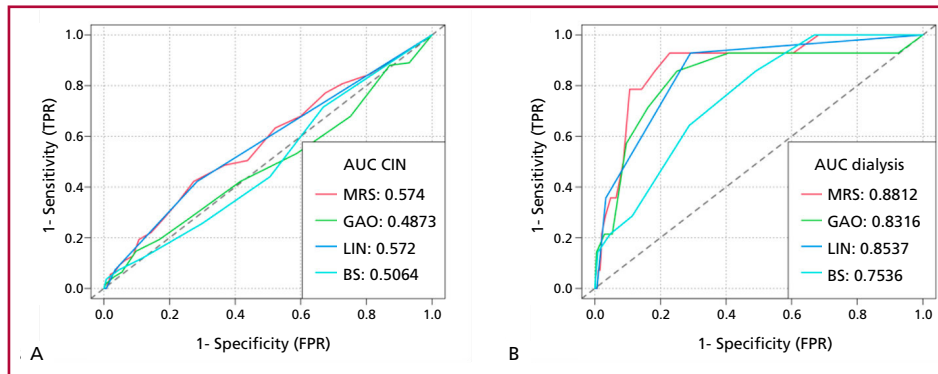 1.0
0.8
0.6
0.4
0.2
0.0
1- Sensitivity (TPR)
AUC CIN
MRS: 0.574
GAO: 0.4873
LIN: 0.572
BS: 0.5064
0.0 0.2 0.4 0.6 0.8 1.0
1- Specificity (FPR)
A
1.0
0.8
0.6
0.4
0.2
0.0
1- Sensitivity (TPR)
AUC dialysis
MRS: 0.8812
GAO: 0.8316
LIN: 0.8537
BS: 0.7536
0.0 0.2 0.4 0.6 0.8 1.0
1- Specificity (FPR)
B